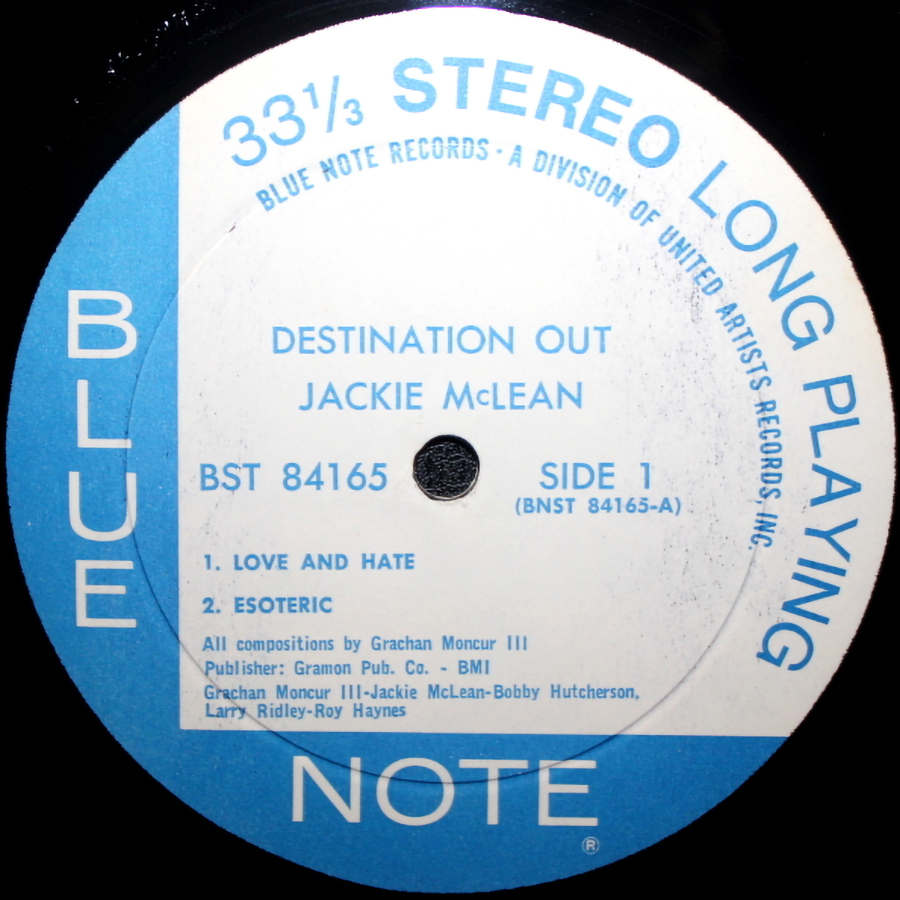 33⅓ STEREO LONG PLAYING
BLUE NOTE RECORDS · A DIVISION OF UNITED ARTISTS RECORDS, INC.
DESTINATION OUT
JACKIE McLEAN
BST 84165
SIDE 1
(BNST 84165-A)
1. LOVE AND HATE
2. ESOTERIC
All compositions by Grachan Moncur III
Publisher: Gramon Pub. Co. - BMI
Grachan Moncur III-Jackie McLean-Bobby Hutcherson,
Larry Ridley-Roy Haynes
BLUE
NOTE
®